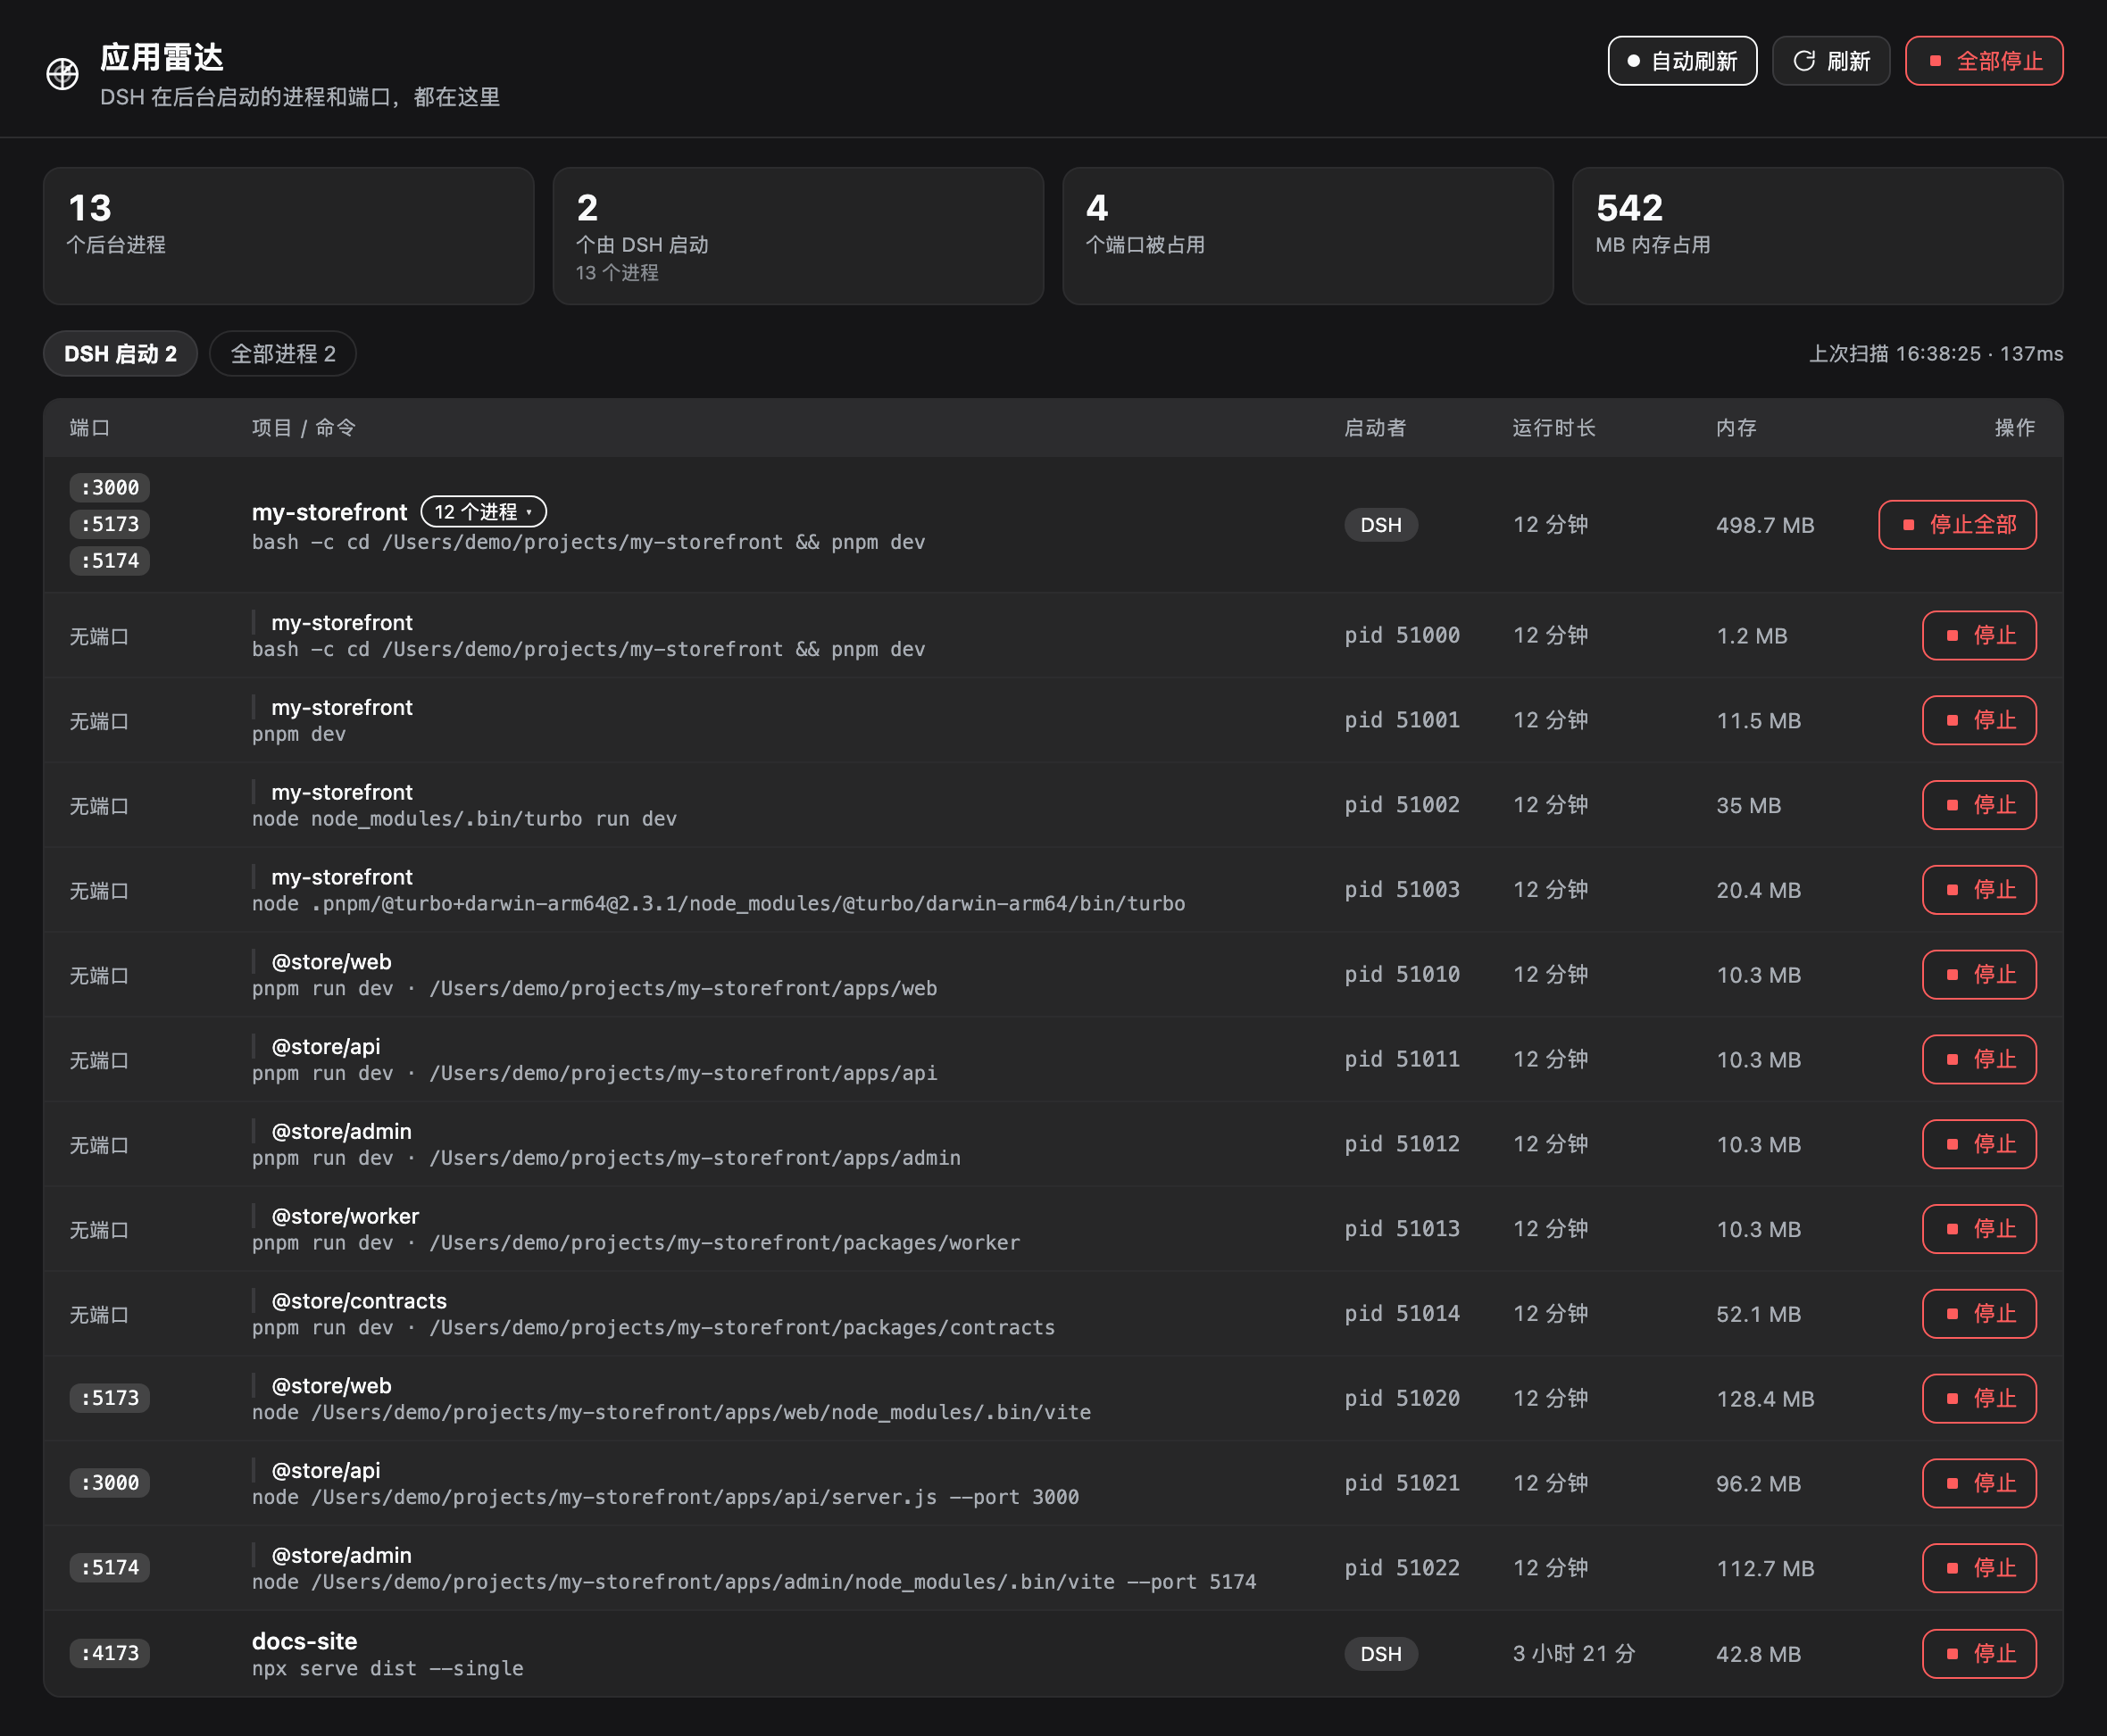 应用雷达
DSH 在后台启动的进程和端口，都在这里
自动刷新
刷新
全部停止
13
个后台进程
2
个由 DSH 启动
13 个进程
4
个端口被占用
542
MB 内存占用
DSH 启动 2
全部进程 2
上次扫描 16:38:25 · 137ms
端口 项目 / 命令 启动者 运行时长 内存 操作
:3000
:5173
:5174
my-storefront 12 个进程 ▾
bash -c cd /Users/demo/projects/my-storefront && pnpm dev
DSH 12 分钟 498.7 MB 停止全部
无端口
my-storefront
bash -c cd /Users/demo/projects/my-storefront && pnpm dev
pid 51000 12 分钟 1.2 MB 停止
无端口
my-storefront
pnpm dev
pid 51001 12 分钟 11.5 MB 停止
无端口
my-storefront
node node_modules/.bin/turbo run dev
pid 51002 12 分钟 35 MB 停止
无端口
my-storefront
node .pnpm/@turbo+darwin-arm64@2.3.1/node_modules/@turbo/darwin-arm64/bin/turbo
pid 51003 12 分钟 20.4 MB 停止
无端口
@store/web
pnpm run dev · /Users/demo/projects/my-storefront/apps/web
pid 51010 12 分钟 10.3 MB 停止
无端口
@store/api
pnpm run dev · /Users/demo/projects/my-storefront/apps/api
pid 51011 12 分钟 10.3 MB 停止
无端口
@store/admin
pnpm run dev · /Users/demo/projects/my-storefront/apps/admin
pid 51012 12 分钟 10.3 MB 停止
无端口
@store/worker
pnpm run dev · /Users/demo/projects/my-storefront/packages/worker
pid 51013 12 分钟 10.3 MB 停止
无端口
@store/contracts
pnpm run dev · /Users/demo/projects/my-storefront/packages/contracts
pid 51014 12 分钟 52.1 MB 停止
:5173
@store/web
node /Users/demo/projects/my-storefront/apps/web/node_modules/.bin/vite
pid 51020 12 分钟 128.4 MB 停止
:3000
@store/api
node /Users/demo/projects/my-storefront/apps/api/server.js --port 3000
pid 51021 12 分钟 96.2 MB 停止
:5174
@store/admin
node /Users/demo/projects/my-storefront/apps/admin/node_modules/.bin/vite --port 5174
pid 51022 12 分钟 112.7 MB 停止
:4173
docs-site
npx serve dist --single
DSH 3 小时 21 分 42.8 MB 停止